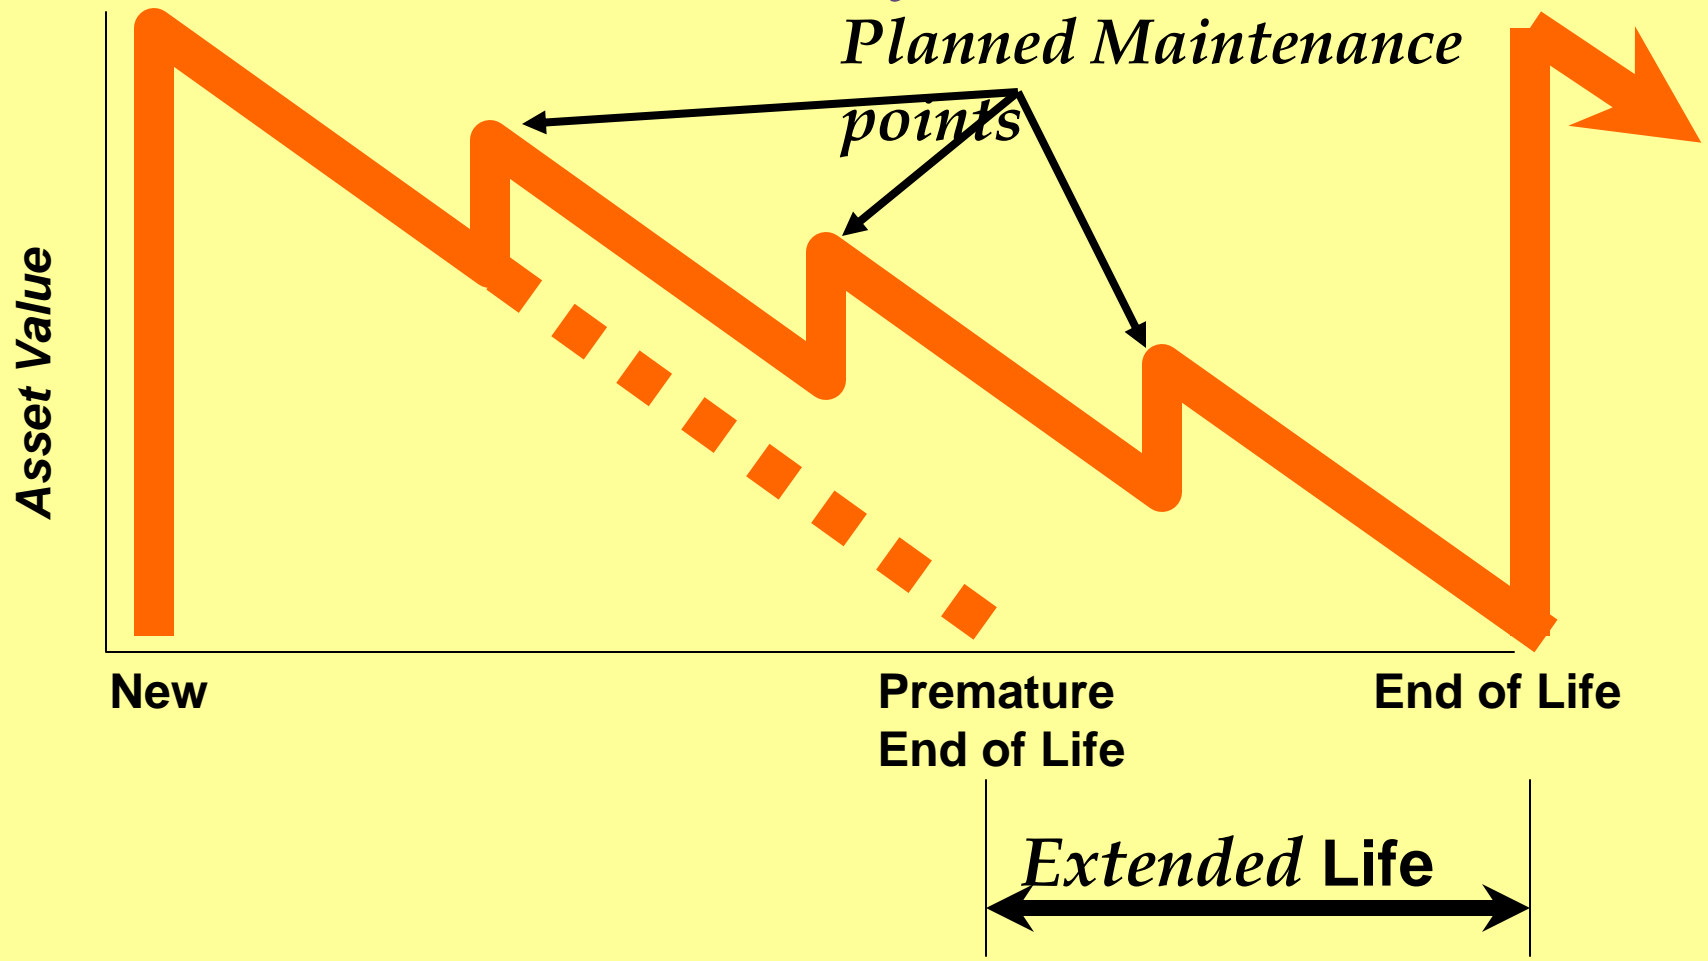 Planned Maintenance
points
Asset Value
New
Premature
End of Life
End of Life
Extended Life